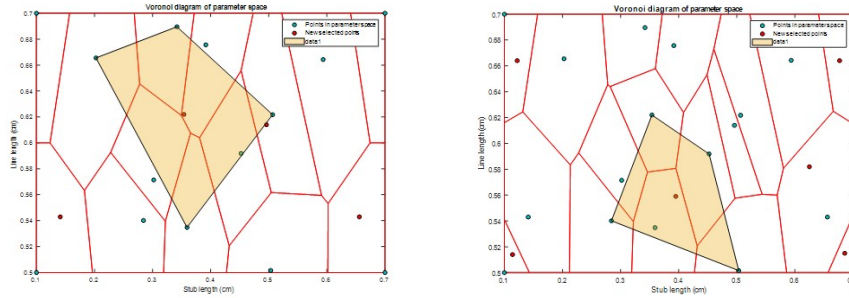 Voronoi diagram of parameter space
Points in parameter space
New selected points
data1
Line length (cm)
0.7
0.68
0.66
0.64
0.62
0.6
0.58
0.56
0.54
0.52
0.5
0.1
0.2
0.3
0.4
0.5
0.6
0.7
Stub length (cm)
Voronoi diagram of parameter space
Points in parameter space
New selected points
data1
Line length (cm)
0.7
0.68
0.66
0.64
0.62
0.6
0.58
0.56
0.54
0.52
0.5
0.1
0.2
0.3
0.4
0.5
0.6
Stub length (cm)